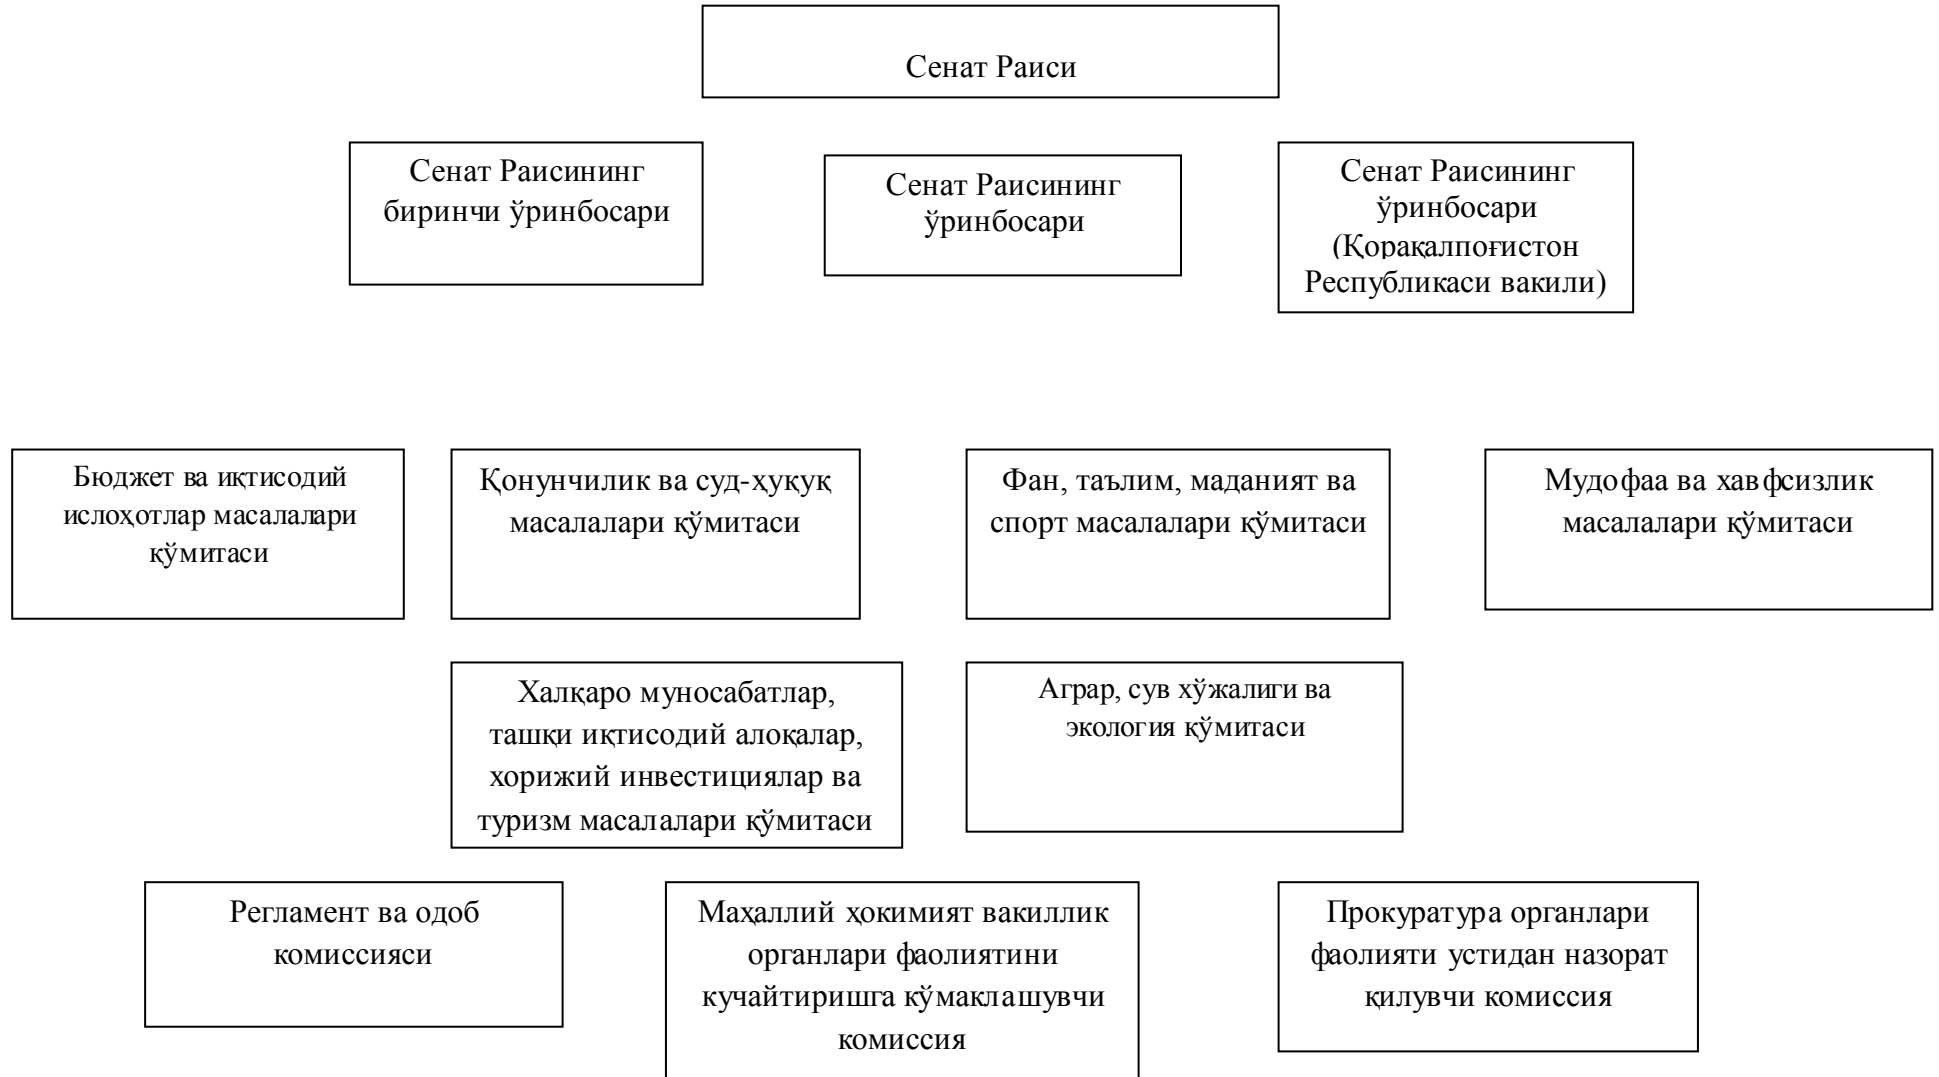 Сенат Раиси
Сенат Раисининг
биринчи ўринбосари
Сенат Раисининг
ўринбосари
Сенат Раисининг
ўринбосари
(Қорақалпоғистон
Республикаси вакили)
Бюджет ва иқтисодий
ислоҳотлар масалалари
қўмитаси
Қонунчилик ва суд-ҳуқуқ
масалалари қўмитаси
Фан, таълим, маданият ва
спорт масалалари қўмитаси
Мудофаа ва хавфсизлик
масалалари қўмитаси
Халқаро муносабатлар,
ташқи иқтисодий алоқалар,
хорижий инвестициялар ва
туризм масалалари қўмитаси
Аграр, сув хўжалиги ва
экология қўмитаси
Регламент ва одоб
комиссияси
Маҳаллий ҳокимият вакиллик
органлари фаолиятини
кучайтиришга кўмаклашувчи
комиссия
Прокуратура органлари
фаолияти устидан назорат
қилувчи комиссия